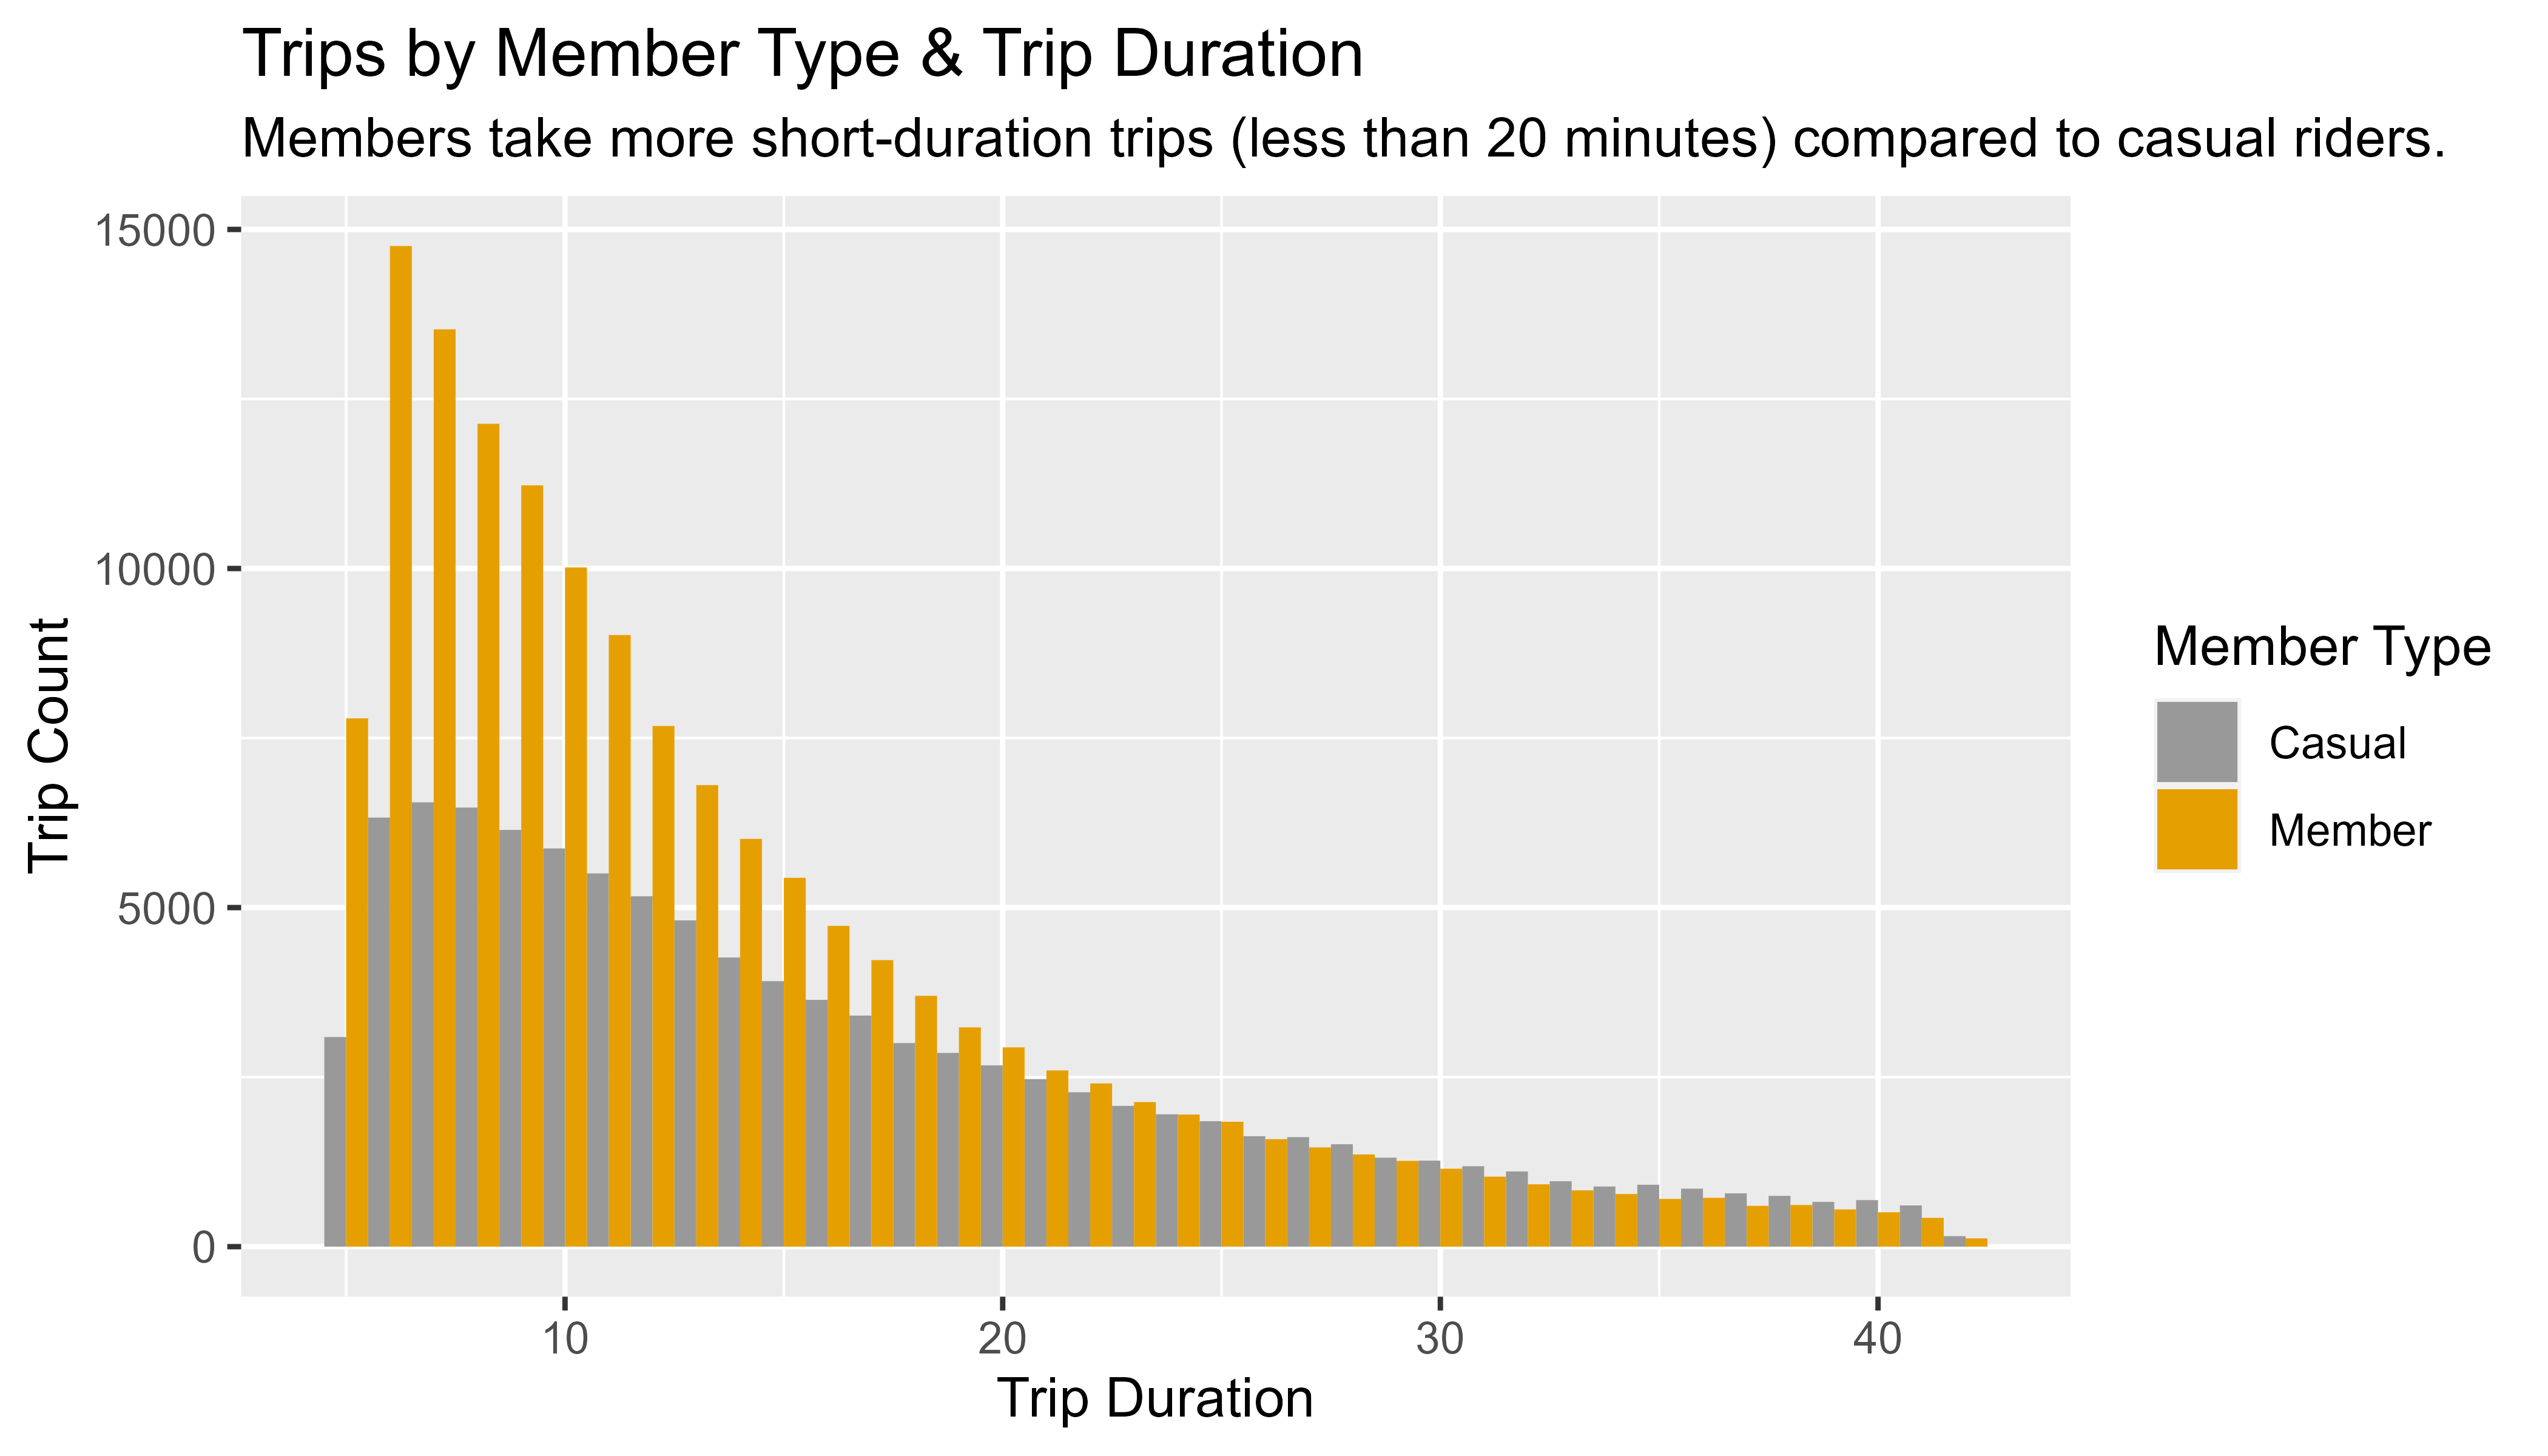 Trips by Member Type & Trip Duration
Members take more short-duration trips (less than 20 minutes) compared to casual riders.
15000
10000
5000
0
Trip Count
10
20
30
40
Trip Duration
Member Type
Casual
Member